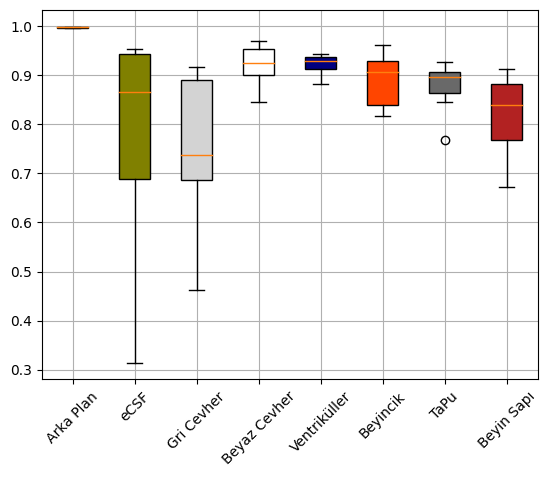 1.0
0.9
0.8
0.7
0.6
0.5
0.4
0.3
Arka Plan
eCSF
Gri Cevher
Beyaz Cevher
Ventriküller
Beyincik
TaPu
Beyin Sapı